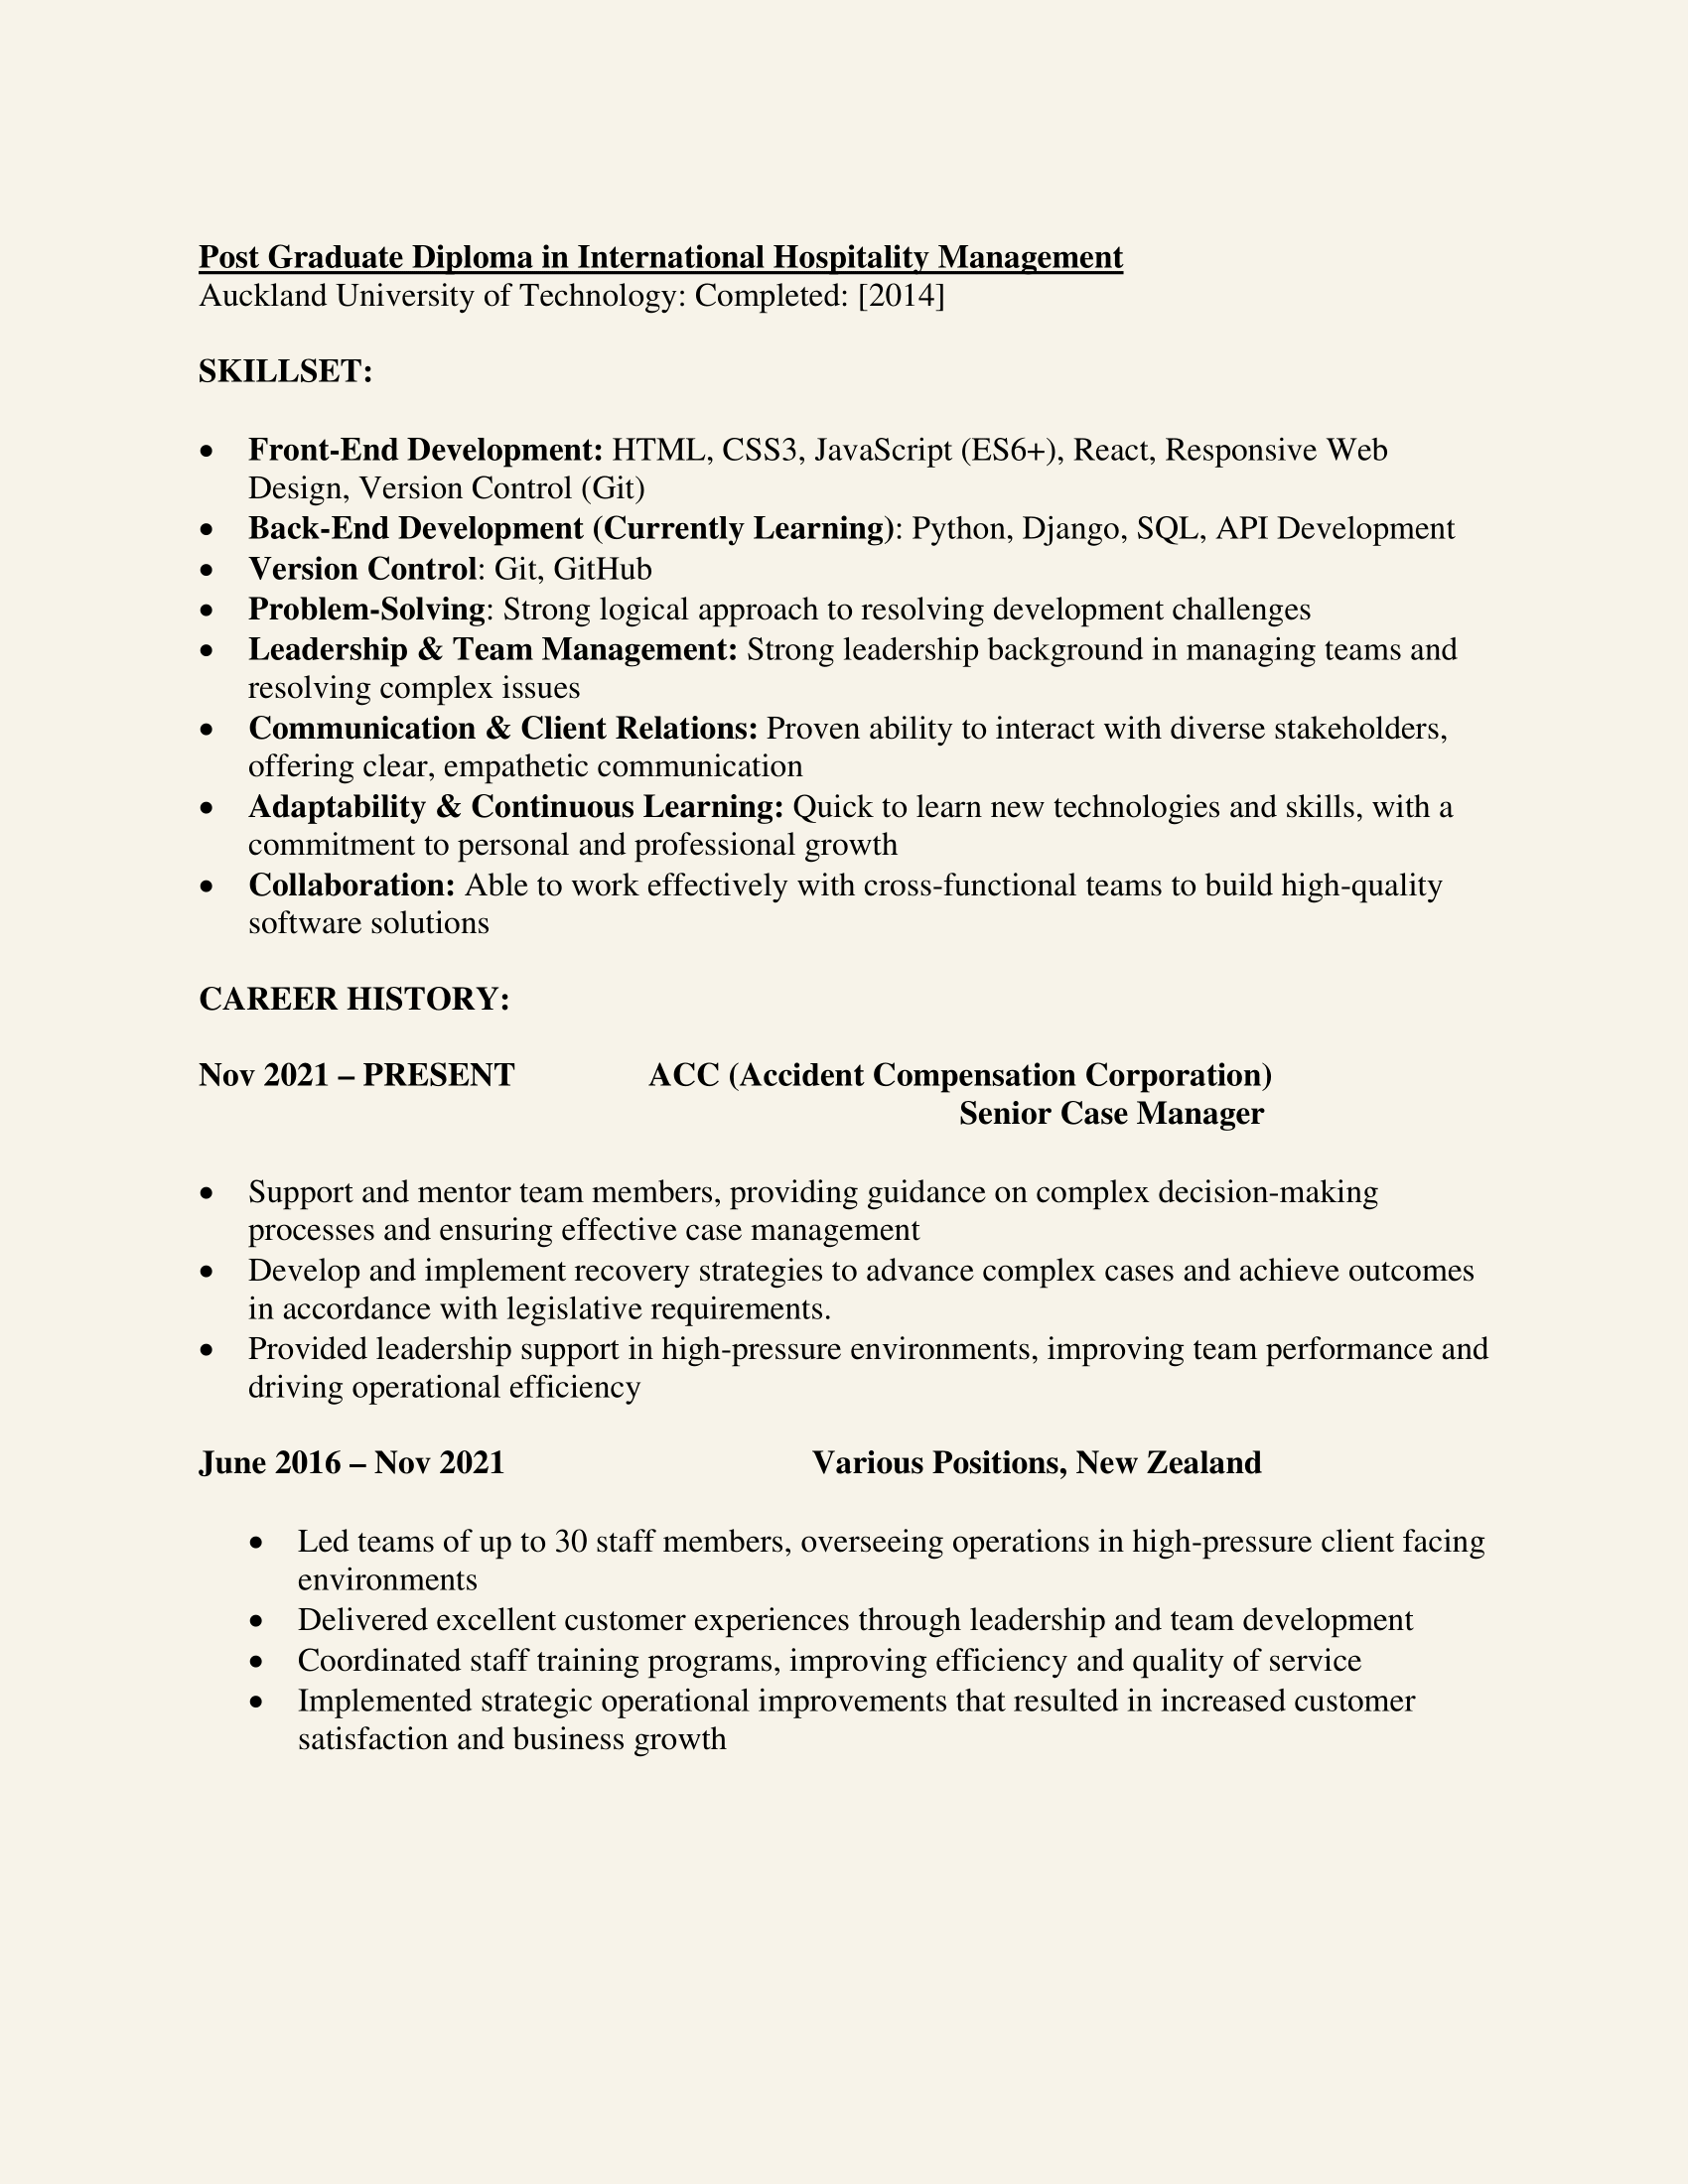 Post Graduate Diploma in International Hospitality Management
Auckland University of Technology: Completed: [2014]
SKILLSET:
• Front-End Development: HTML, CSS3, JavaScript (ES6+), React, Responsive Web
Design, Version Control (Git)
• Back-End Development (Currently Learning): Python, Django, SQL, API Development
• Version Control: Git, GitHub
• Problem-Solving: Strong logical approach to resolving development challenges
• Leadership & Team Management: Strong leadership background in managing teams and
resolving complex issues
• Communication & Client Relations: Proven ability to interact with diverse stakeholders,
offering clear, empathetic communication
• Adaptability & Continuous Learning: Quick to learn new technologies and skills, with a
commitment to personal and professional growth
• Collaboration: Able to work effectively with cross-functional teams to build high-quality
software solutions
CAREER HISTORY:
Nov 2021 – PRESENT ACC (Accident Compensation Corporation)
Senior Case Manager
• Support and mentor team members, providing guidance on complex decision-making
processes and ensuring effective case management
• Develop and implement recovery strategies to advance complex cases and achieve outcomes
in accordance with legislative requirements.
• Provided leadership support in high-pressure environments, improving team performance and
driving operational efficiency
June 2016 – Nov 2021 Various Positions, New Zealand
• Led teams of up to 30 staff members, overseeing operations in high-pressure client facing
environments
• Delivered excellent customer experiences through leadership and team development
• Coordinated staff training programs, improving efficiency and quality of service
• Implemented strategic operational improvements that resulted in increased customer
satisfaction and business growth